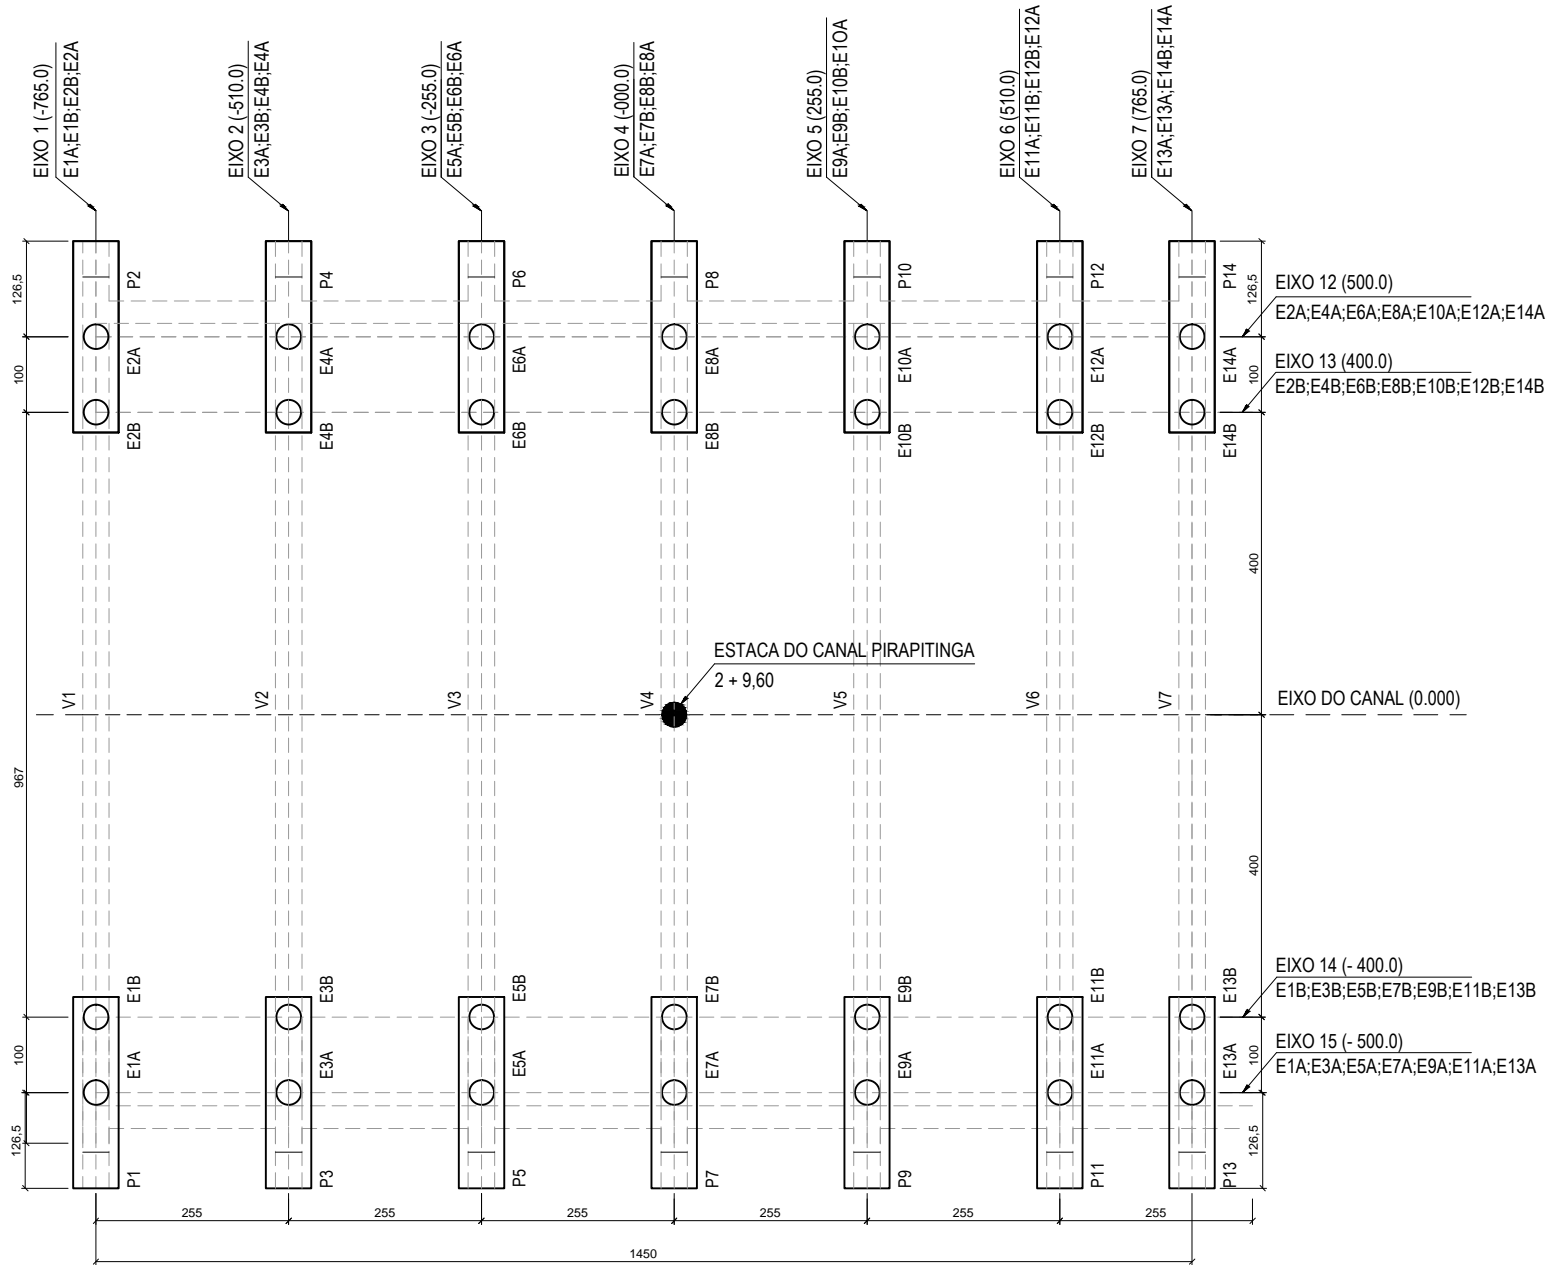 EIXO 1 (-765.0)
E1A;E1B;E2B;E2A
EIXO 2 (-510.0)
E3A;E3B;E4B;E4A
EIXO 3 (-255.0)
E5A;E5B;E6B;E6A
EIXO 4 (-000.0)
E7A;E7B;E8B;E8A
EIXO 5 (255.0)
E9A;E9B;E10B;E1OA
EIXO 6 (510.0)
E11A;E11B;E12B;E12A
EIXO 7 (765.0)
E13A;E13A;E14B;E14A
126,5
P2
P4
P6
P8
P10
P12
P14
126,5
EIXO 12 (500.0)
E2A;E4A;E6A;E8A;E10A;E12A;E14A
100
E2A
E4A
E6A
E8A
E10A
E12A
E14A
100
EIXO 13 (400.0)
E2B;E4B;E6B;E8B;E10B;E12B;E14B
E2B
E4B
E6B
E8B
E10B
E12B
E14B
400
ESTACA DO CANAL PIRAPITINGA
2 + 9,60
V1
V2
V3
V4
V5
V6
V7
EIXO DO CANAL (0.000)
967
400
E1B
E3B
E5B
E7B
E9B
E11B
E13B
EIXO 14 (- 400.0)
E1B;E3B;E5B;E7B;E9B;E11B;E13B
100
E1A
E3A
E5A
E7A
E9A
E11A
E13A
100
EIXO 15 (- 500.0)
E1A;E3A;E5A;E7A;E9A;E11A;E13A
126,5
P1
P3
P5
P7
P9
P11
P13
126,5
255
255
255
255
255
255
1450